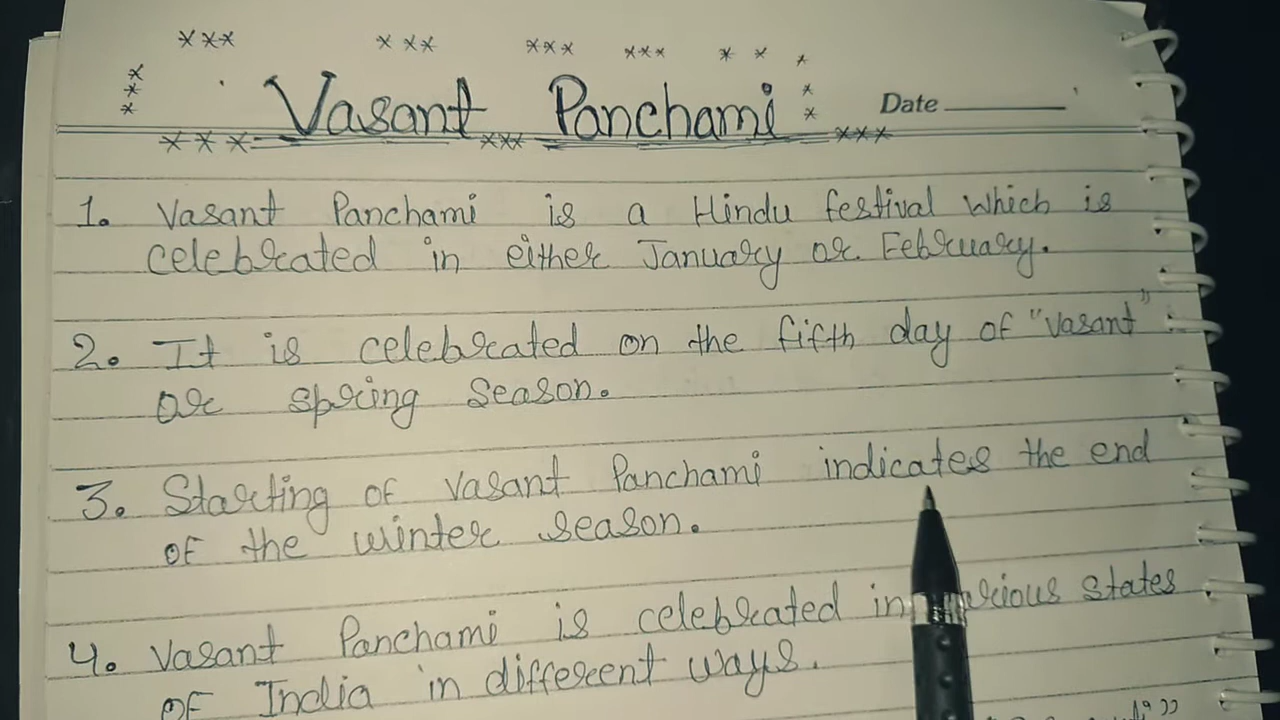 Vasant Panchami
Date
1. Vasant Panchami is a Hindu festival which is
celebrated in either January or February.
2. It is celebrated on the fifth day of "Vasant"
or spring season.
3. Starting of Vasant Panchami indicates the end
of the winter season.
4. Vasant Panchami is celebrated in states
of India in different ways.